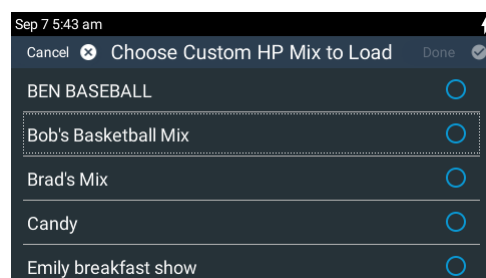 Sep 7 5:43 am
Cancel Choose Custom HP Mix to Load Done
BEN BASEBALL
Bob's Basketball Mix
Brad's Mix
Candy
Emily breakfast show